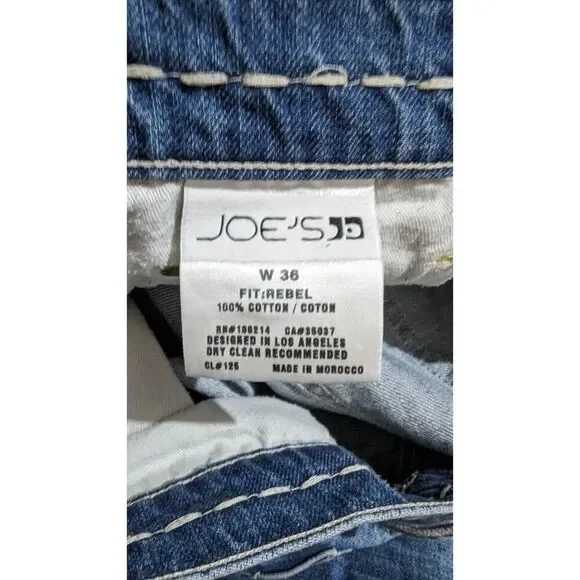 JOE'S
W 36
FIT:REBEL
100% COTTON / COTON
RN#106214 CA#35037
DESIGNED IN LOS ANGELES
DRY CLEAN RECOMMENDED
CL#125 MADE IN MOROCCO